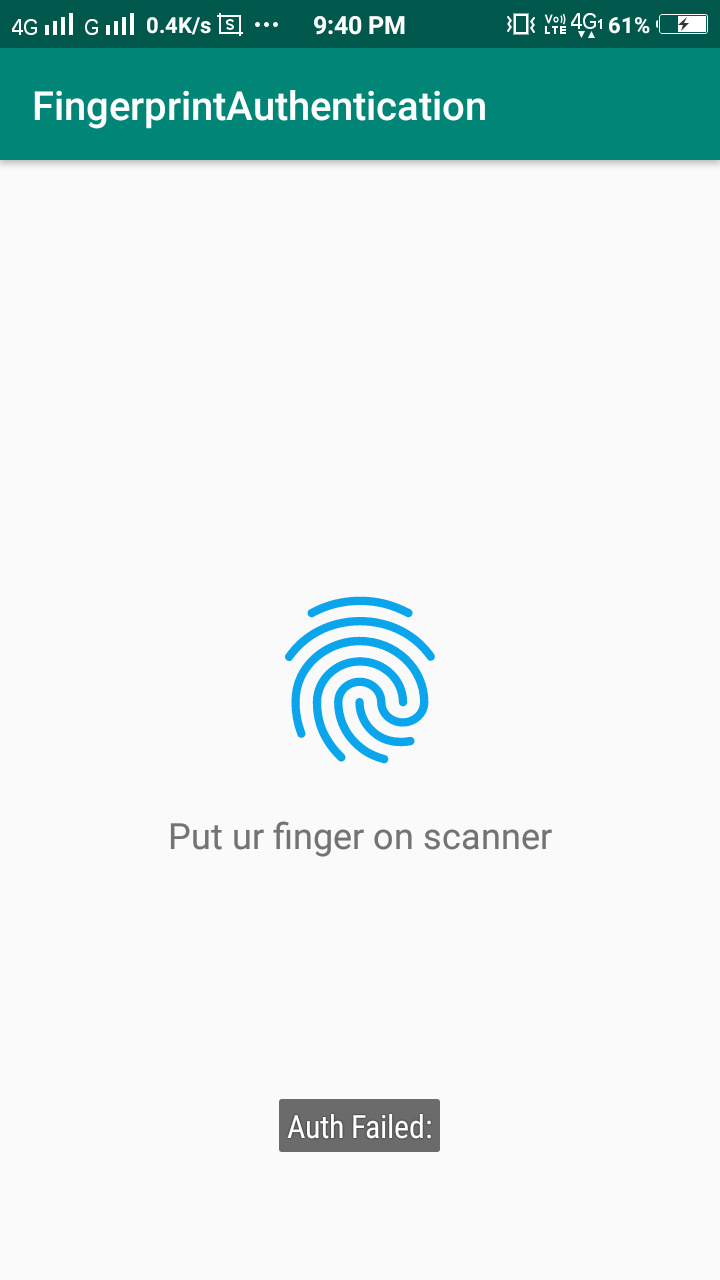 4G G 0.4K/s S ... 9:40 PM Vo)) LTE 4G1 61%
FingerprintAuthentication
Put ur finger on scanner
Auth Failed: